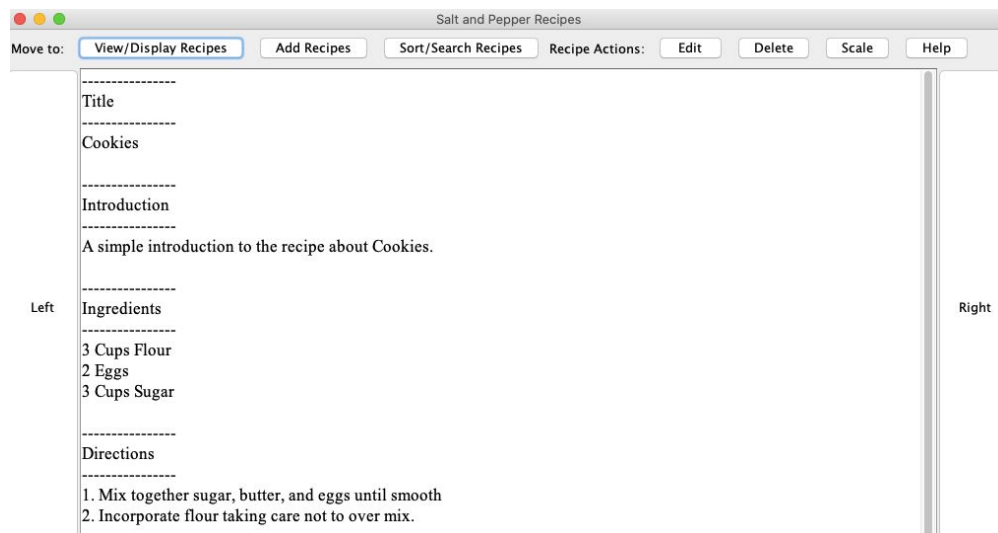 Salt and Pepper Recipes
Move to: View/Display Recipes Add Recipes Sort/Search Recipes Recipe Actions: Edit Delete Scale Help
----------------
Title
----------------
Cookies
----------------
Introduction
----------------
A simple introduction to the recipe about Cookies.
----------------
Left Ingredients Right
----------------
3 Cups Flour
2 Eggs
3 Cups Sugar
----------------
Directions
----------------
1. Mix together sugar, butter, and eggs until smooth
2. Incorporate flour taking care not to over mix.